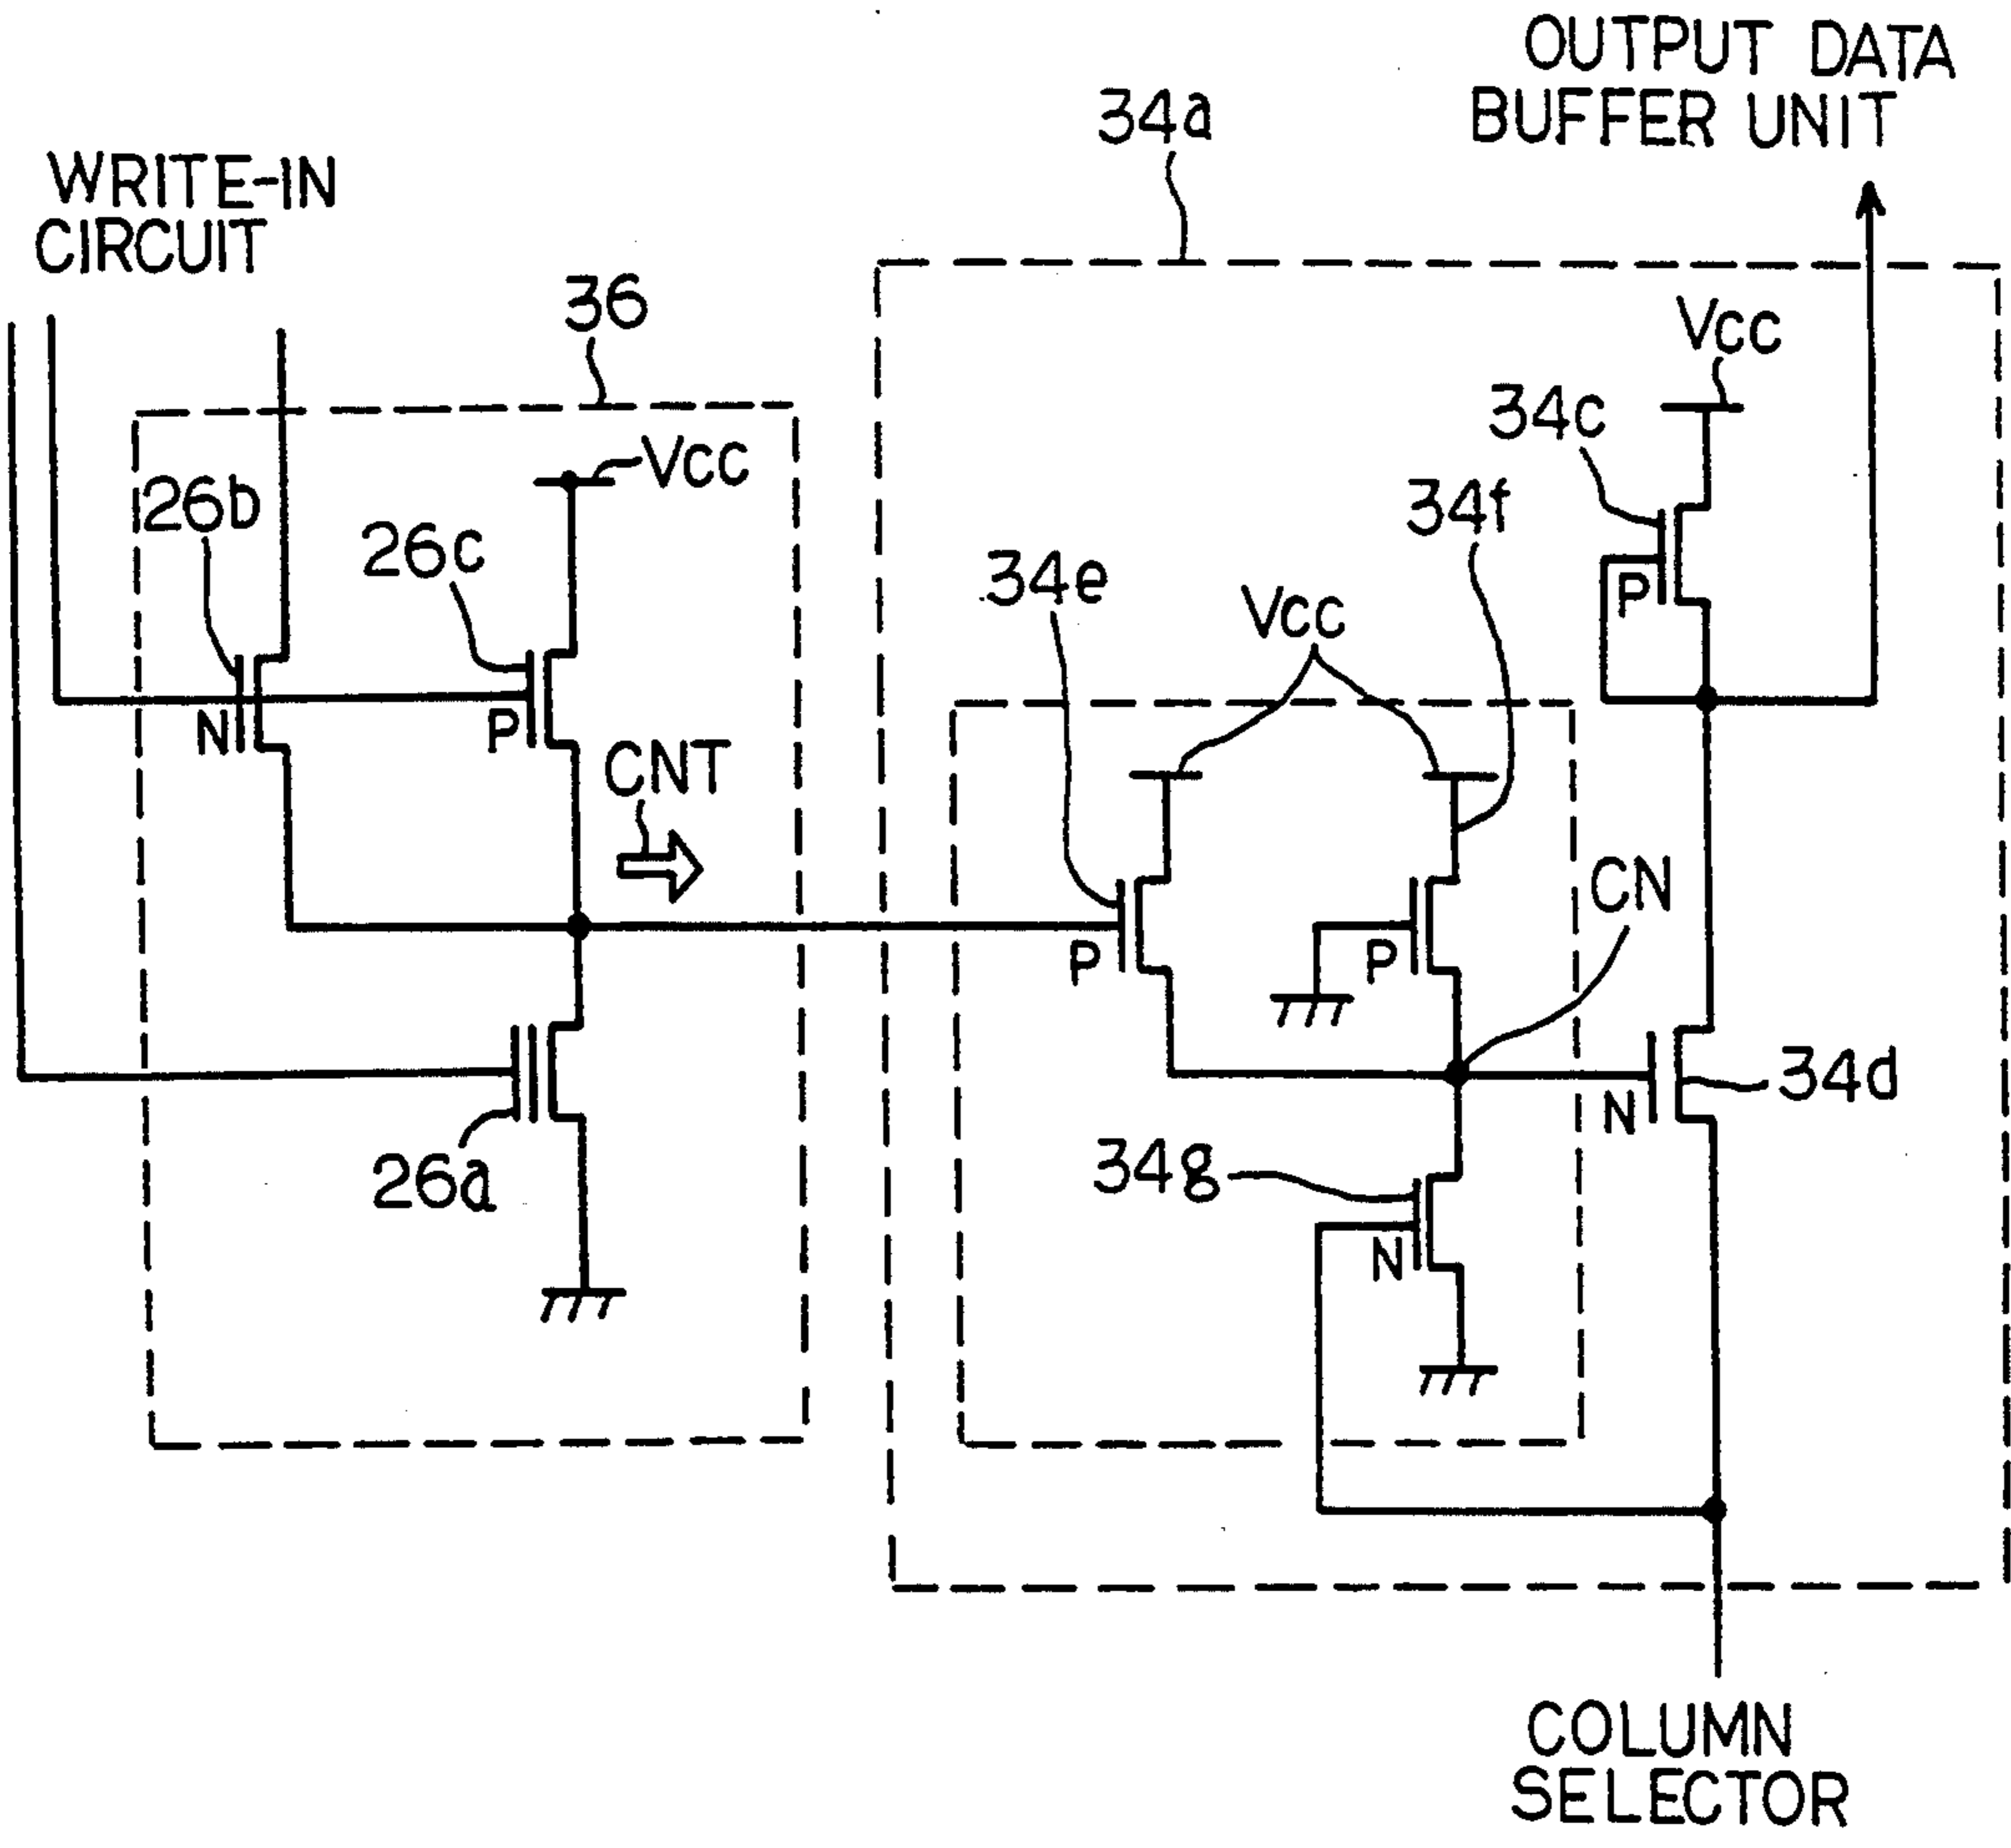 OUTPUT DATA
BUFFER UNIT
34a
WRITE-IN
CIRCUIT
36
Vcc
34c
Vcc
26b
34f
26c
34e
Vcc
P
N
P
CNT
CN
P
P
34d
N
34g
26a
N
COLUMN
SELECTOR